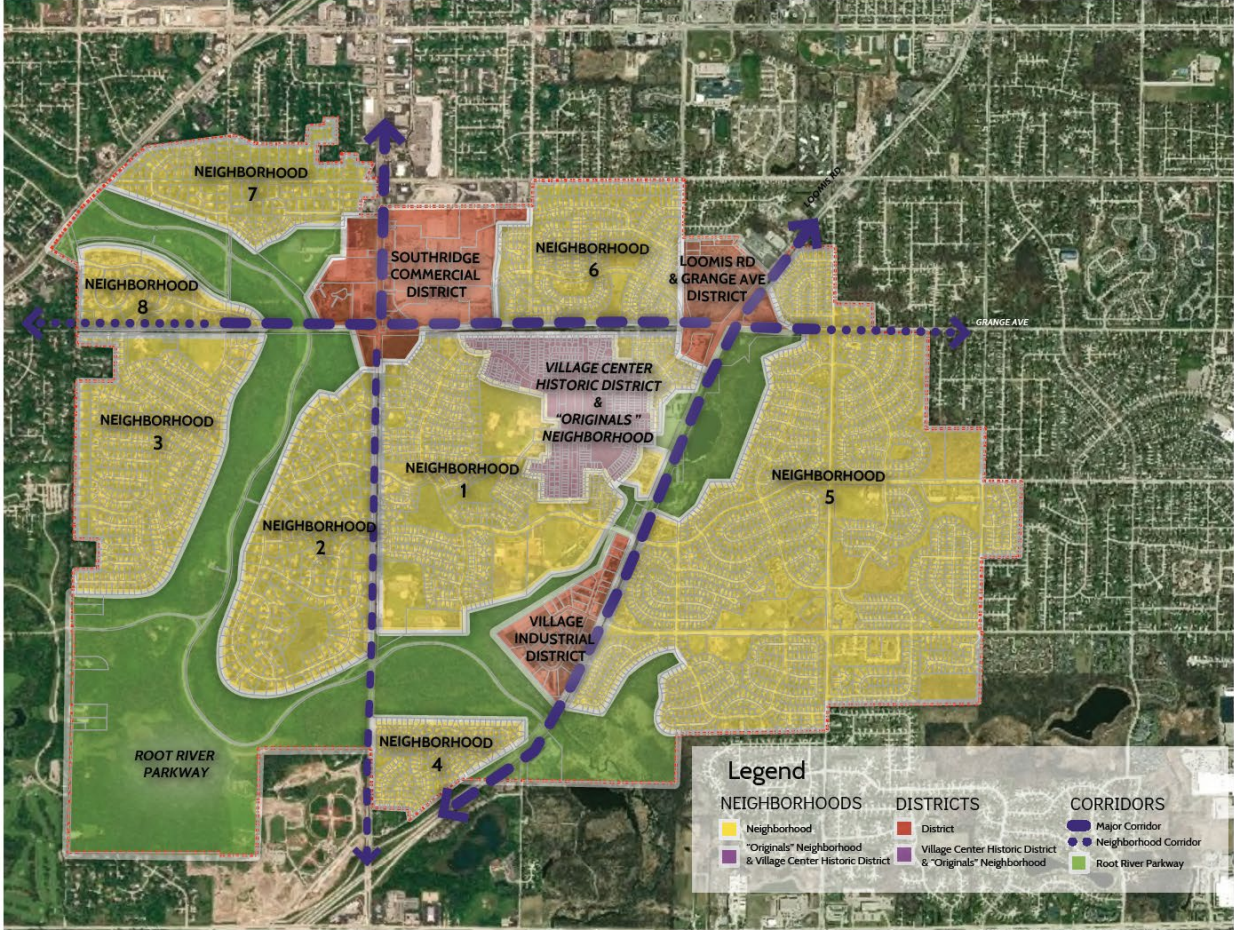 LOOMIS RD
NEIGHBORHOOD
7
SOUTHRIDGE
COMMERCIAL
DISTRICT
NEIGHBORHOOD
6
LOOMIS RD
& GRANGE AVE
DISTRICT
NEIGHBORHOOD
8
GRANGE AVE
VILLAGE CENTER
HISTORIC DISTRICT
&
"ORIGINALS "
NEIGHBORHOOD
NEIGHBORHOOD
3
NEIGHBORHOOD
1
NEIGHBORHOOD
5
NEIGHBORHOOD
2
VILLAGE
INDUSTRIAL
DISTRICT
ROOT RIVER
PARKWAY
NEIGHBORHOOD
4
Legend
NEIGHBORHOODS
Neighborhood
"Originals" Neighborhood
& Village Center Historic District
DISTRICTS
District
Village Center Historic District
& "Originals" Neighborhood
CORRIDORS
Major Corridor
Neighborhood Corridor
Root River Parkway